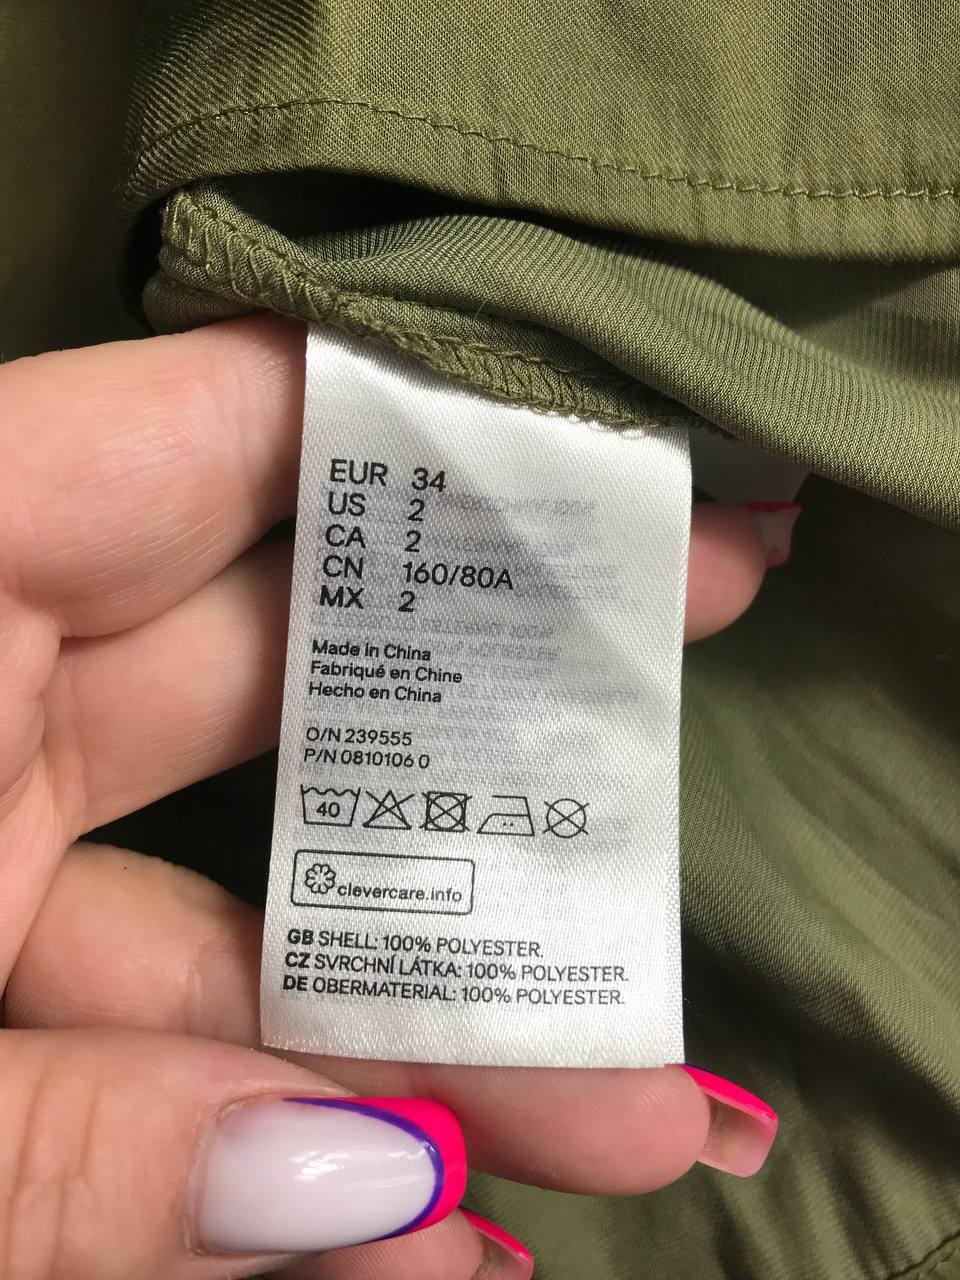 EUR 34
US 2
CA 2
CN 160/80A
MX 2
Made in China
Fabriqué en Chine
Hecho en China
O/N 239555
P/N 0810106 0
40
clevercare.info
GB SHELL: 100% POLYESTER.
CZ SVRCHNÍ LÁTKA: 100% POLYESTER.
DE OBERMATERIAL: 100% POLYESTER.